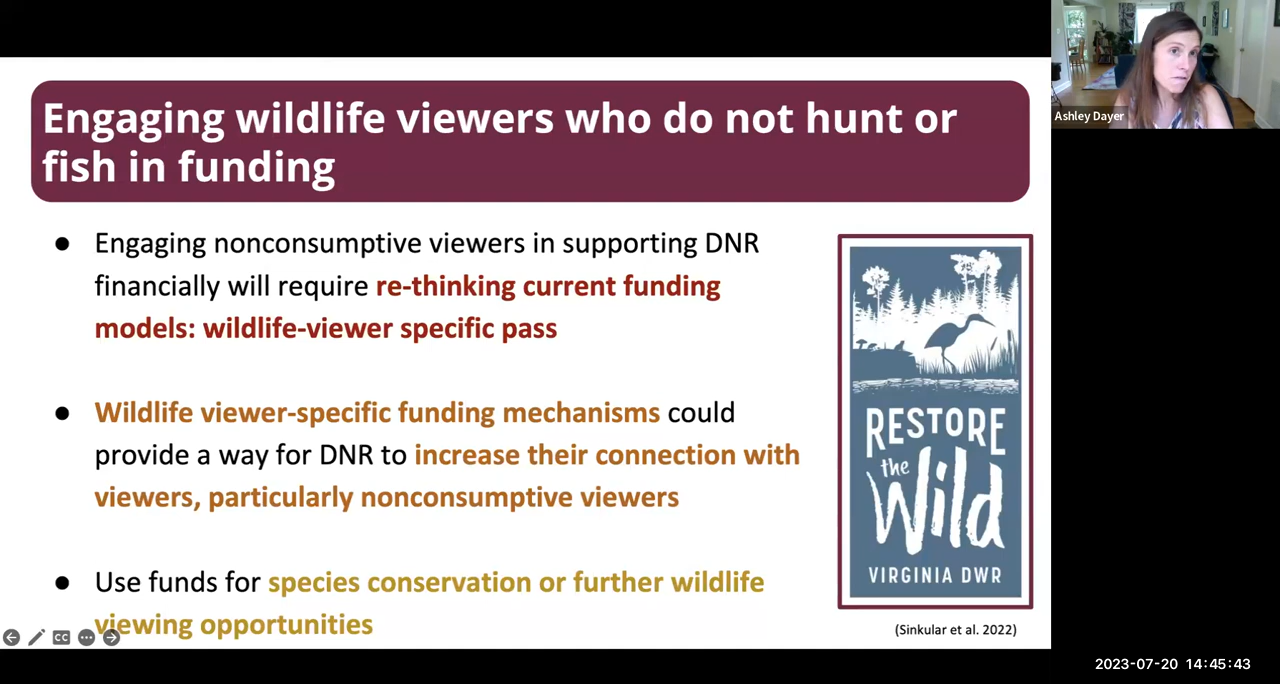 Engaging wildlife viewers who do not hunt or
fish in funding
● Engaging nonconsumptive viewers in supporting DNR
financially will require re-thinking current funding
models: wildlife-viewer specific pass
● Wildlife viewer-specific funding mechanisms could
provide a way for DNR to increase their connection with
viewers, particularly nonconsumptive viewers
● Use funds for species conservation or further wildlife
viewing opportunities
CC
RESTORE
the
Wild
VIRGINIA DWR
(Sinkular et al. 2022)
Ashley Dayer
2023-07-20 14:45:43